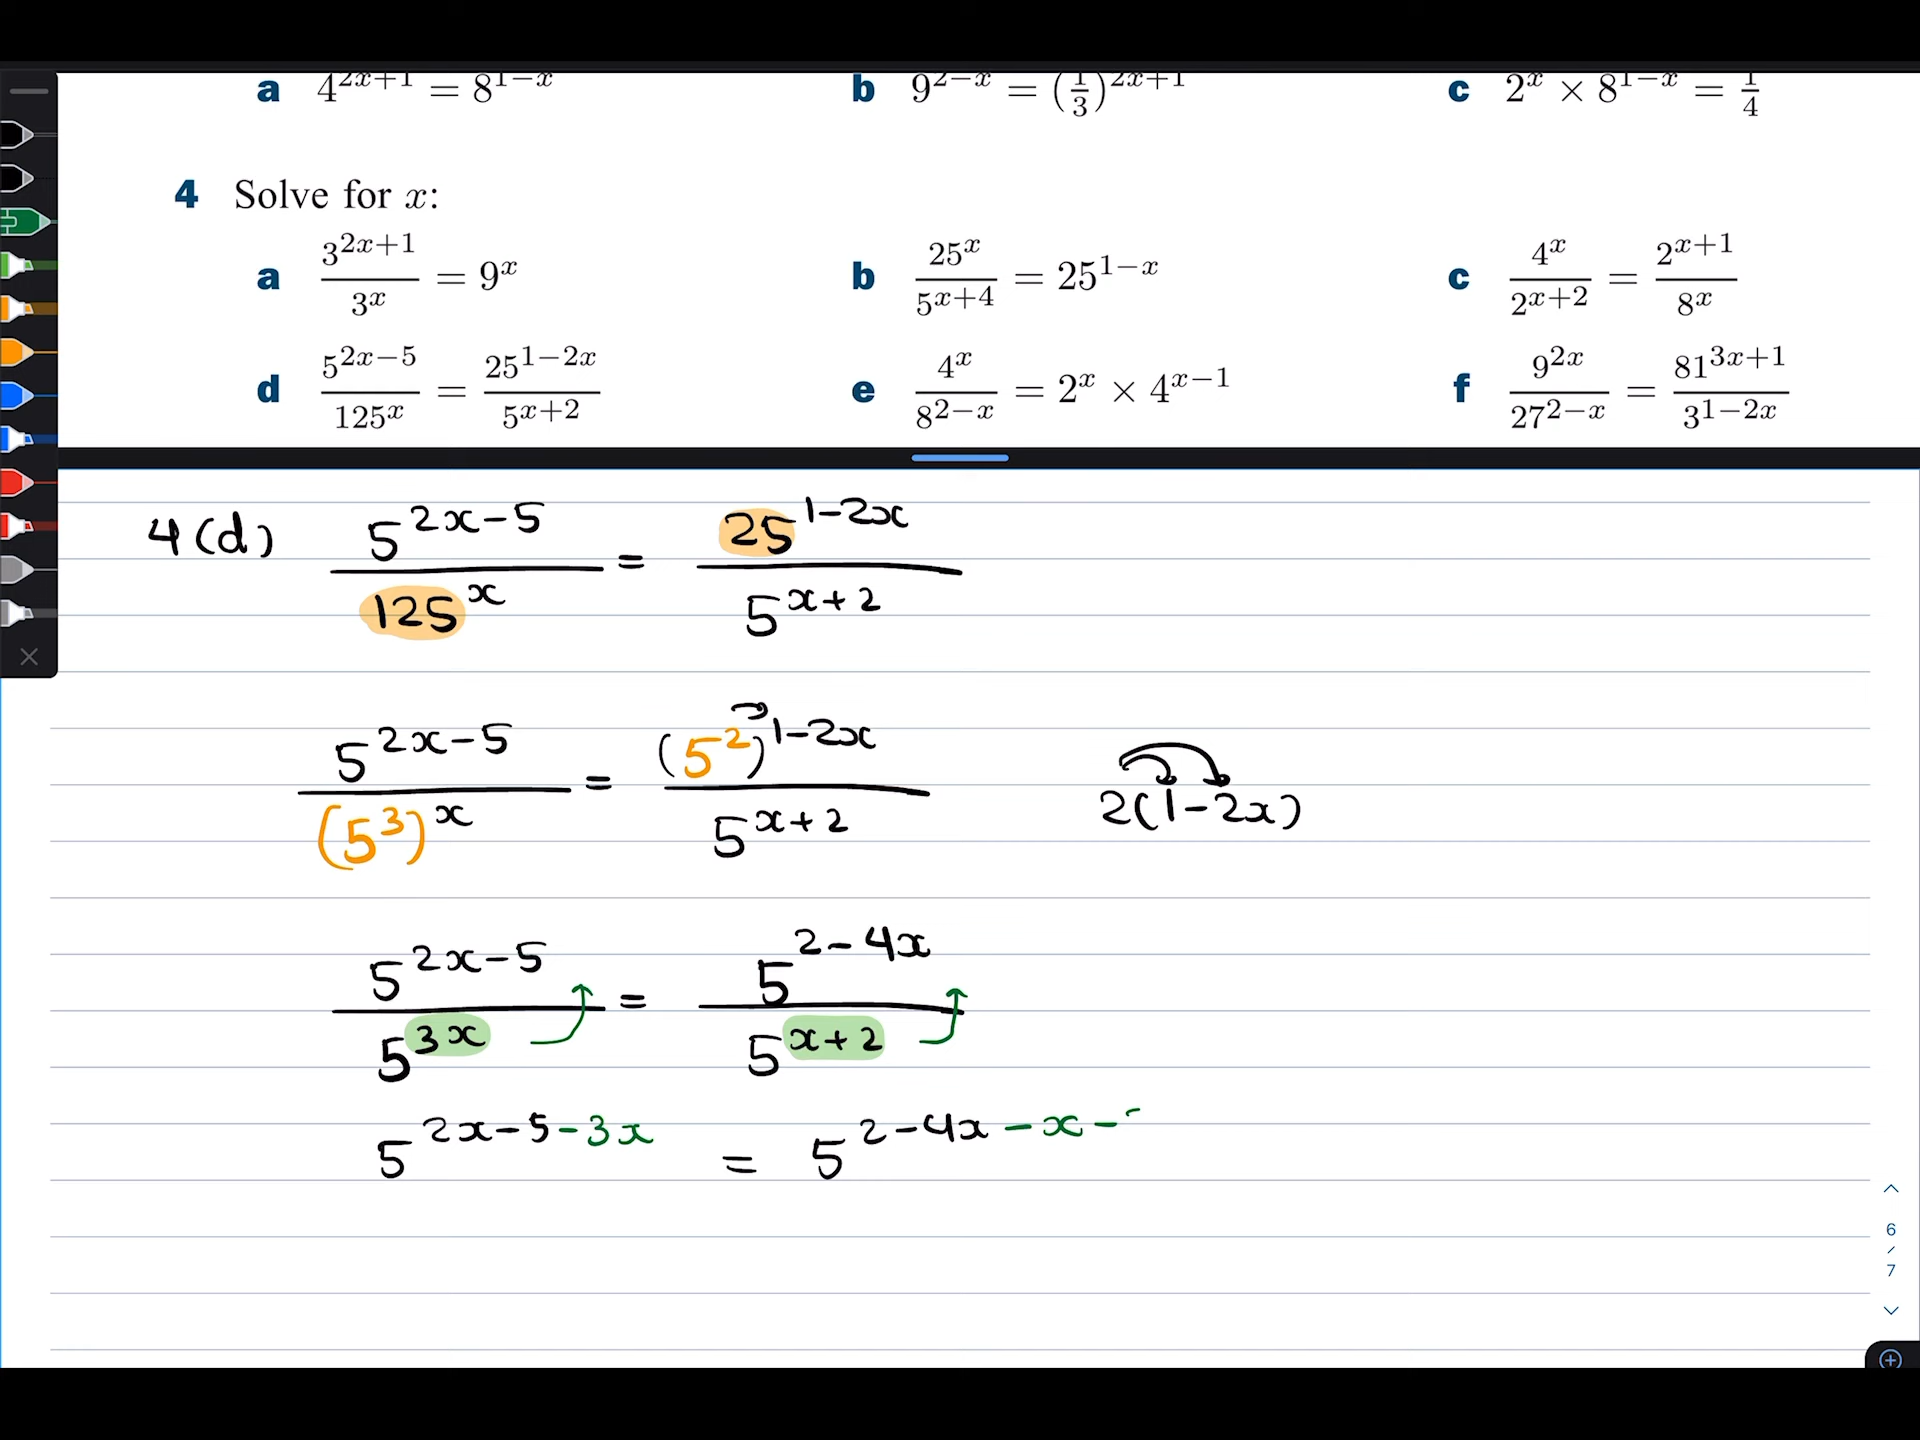 a 4^{2x+1} = 8^{1-x} b 9^{2-x} = (1/3)^{2x+1} c 2^x × 8^{1-x} = 1/4
4 Solve for x:
a 3^{2x+1}/3^x = 9^x b 25^x/5^{x+4} = 25^{1-x} c 4^x/2^{x+2} = 2^{x+1}/8^x
d 5^{2x-5}/125^x = 25^{1-2x}/5^{x+2} e 4^x/8^{2-x} = 2^x × 4^{x-1} f 9^{2x}/27^{2-x} = 81^{3x+1}/3^{1-2x}
4(d) 5^{2x-5}/125^x = 25^{1-2x}/5^{x+2}
5^{2x-5}/(5^3)^x = (5^2)^{1-2x}/5^{x+2} 2(1-2x)
5^{2x-5}/5^{3x} = 5^{2-4x}/5^{x+2}
5^{2x-5-3x} = 5^{2-4x-x-}
6
/
7